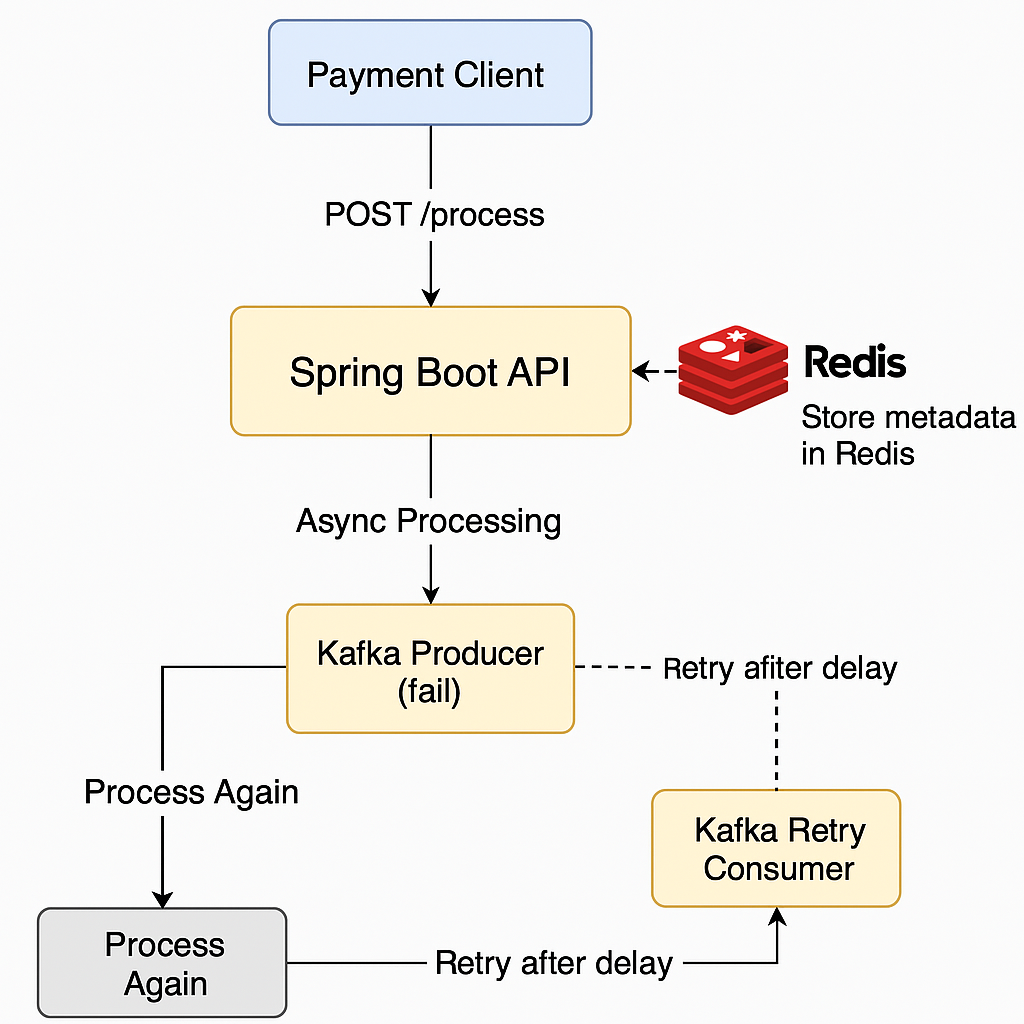 Payment Client
POST /process
Spring Boot API
Redis
Store metadata
in Redis
Async Processing
Kafka Producer
(fail)
Retry afiter delay
Process Again
Kafka Retry
Consumer
Process
Again
Retry after delay